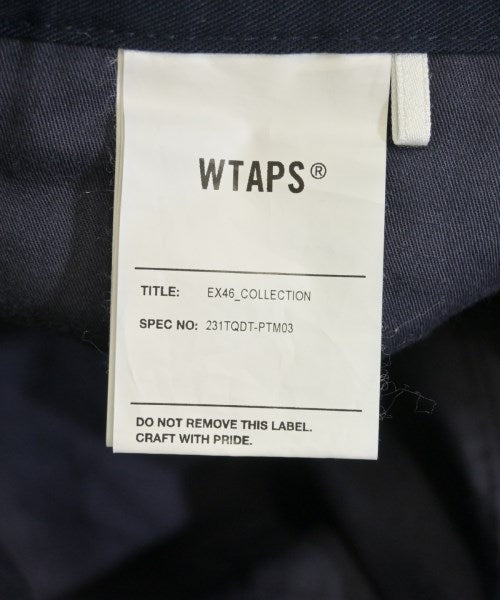 WTAPS®
TITLE: EX46_COLLECTION
SPEC NO: 231TQDT-PTM03
DO NOT REMOVE THIS LABEL.
CRAFT WITH PRIDE.